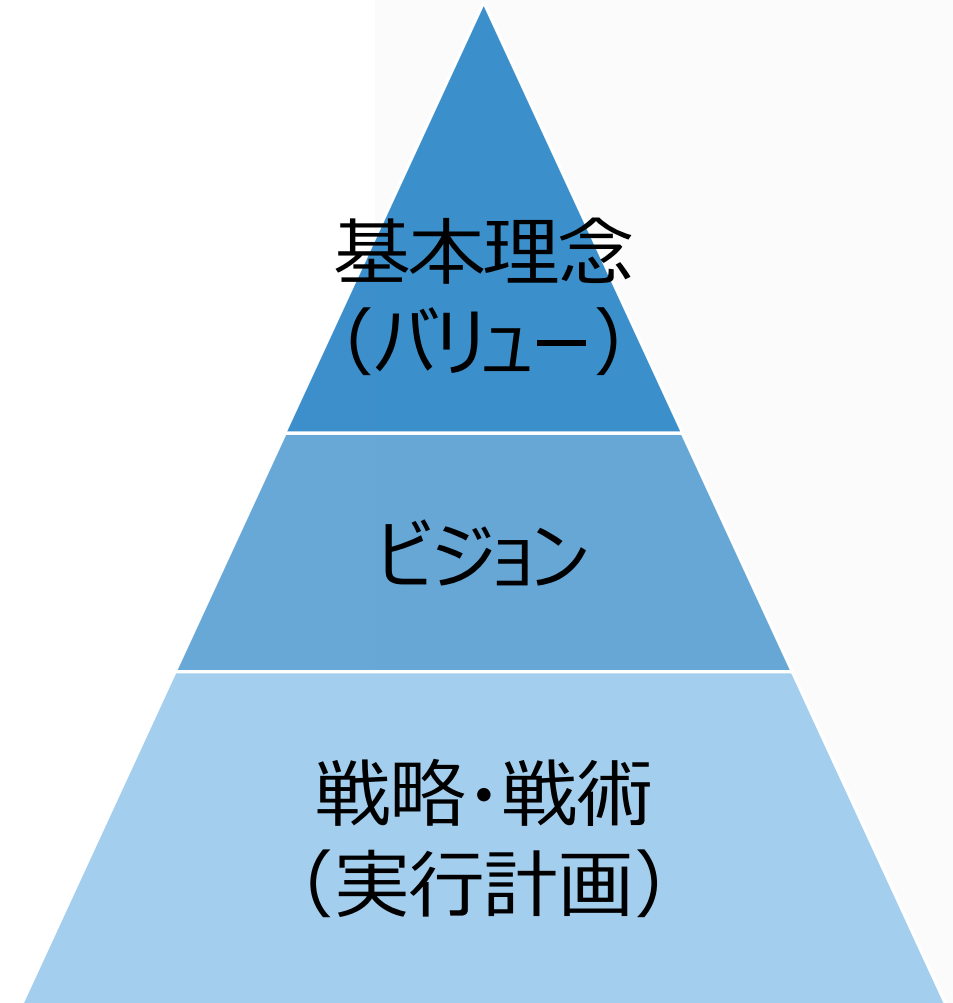 基本理念
（バリュー）
ビジョン
戦略・戦術
（実行計画）